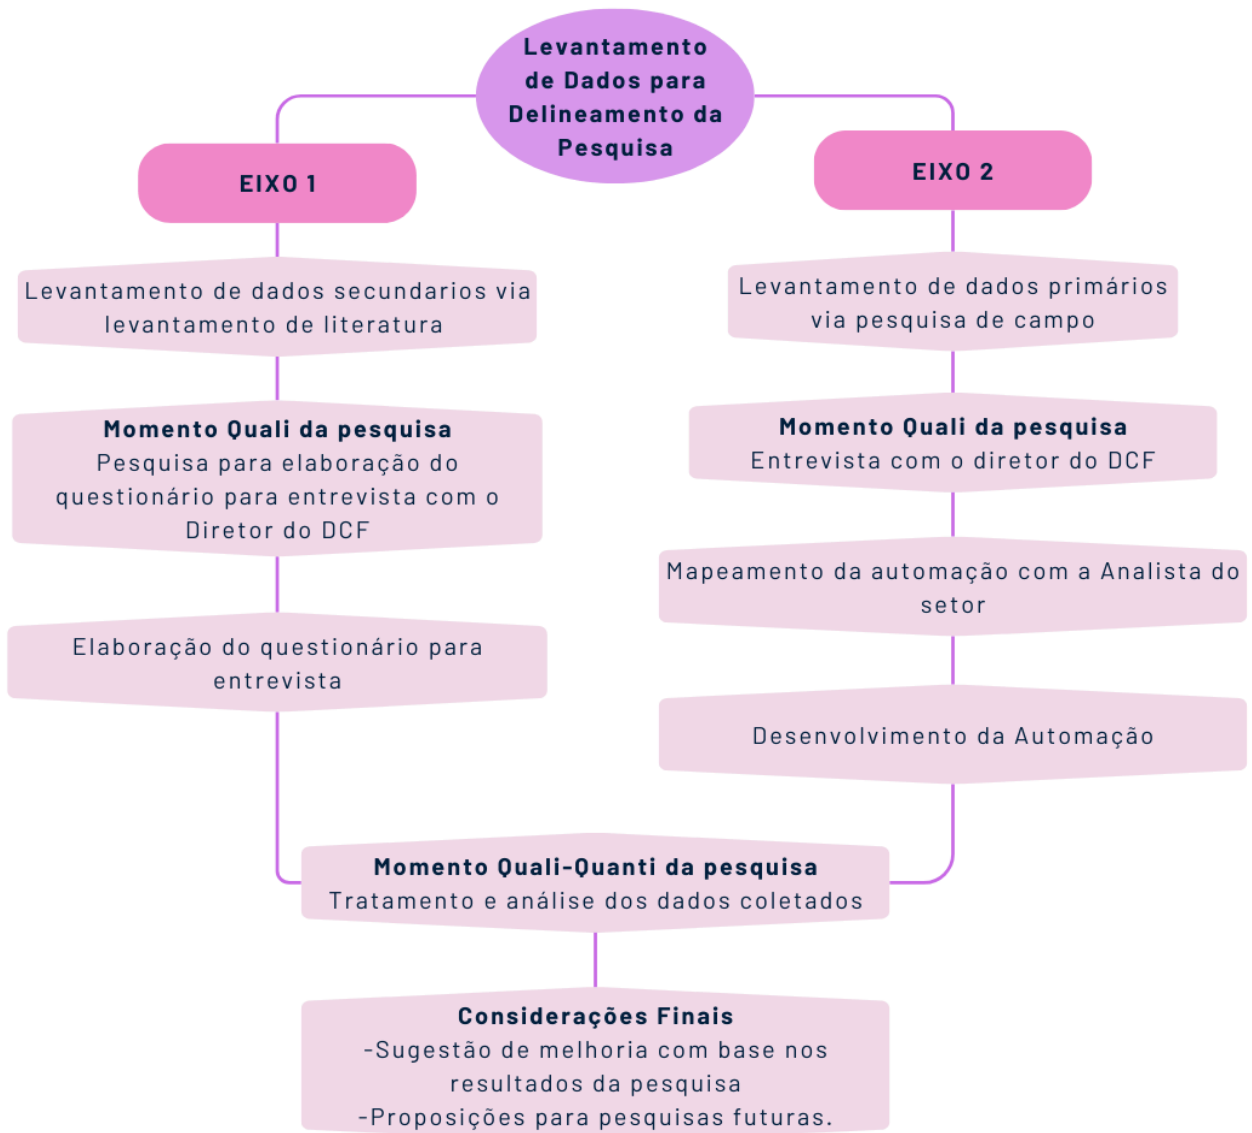 Levantamento
de Dados para
Delineamento da
Pesquisa
EIXO 1
Levantamento de dados secundarios via
levantamento de literatura
Momento Quali da pesquisa
Pesquisa para elaboração do
questionário para entrevista com o
Diretor do DCF
Elaboração do questionário para
entrevista
EIXO 2
Levantamento de dados primários
via pesquisa de campo
Momento Quali da pesquisa
Entrevista com o diretor do DCF
Mapeamento da automação com a Analista do
setor
Desenvolvimento da Automação
Momento Quali-Quanti da pesquisa
Tratamento e análise dos dados coletados
Considerações Finais
-Sugestão de melhoria com base nos
resultados da pesquisa
-Proposições para pesquisas futuras.